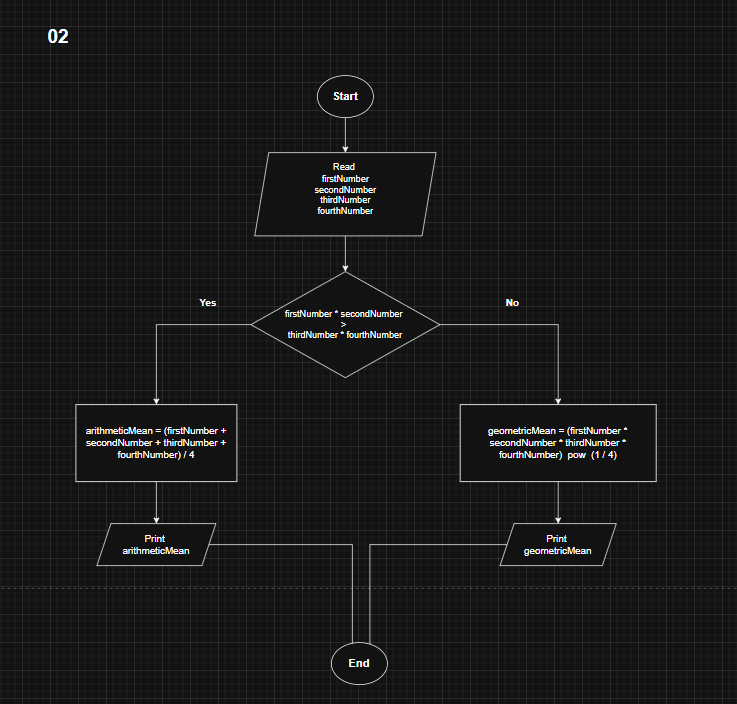 02
Start
Read
firstNumber
secondNumber
thirdNumber
fourthNumber
Yes
No
firstNumber * secondNumber
>
thirdNumber * fourthNumber
arithmeticMean = (firstNumber +
secondNumber + thirdNumber +
fourthNumber) / 4
geometricMean = (firstNumber *
secondNumber * thirdNumber *
fourthNumber) pow (1 / 4)
Print
arithmeticMean
Print
geometricMean
End